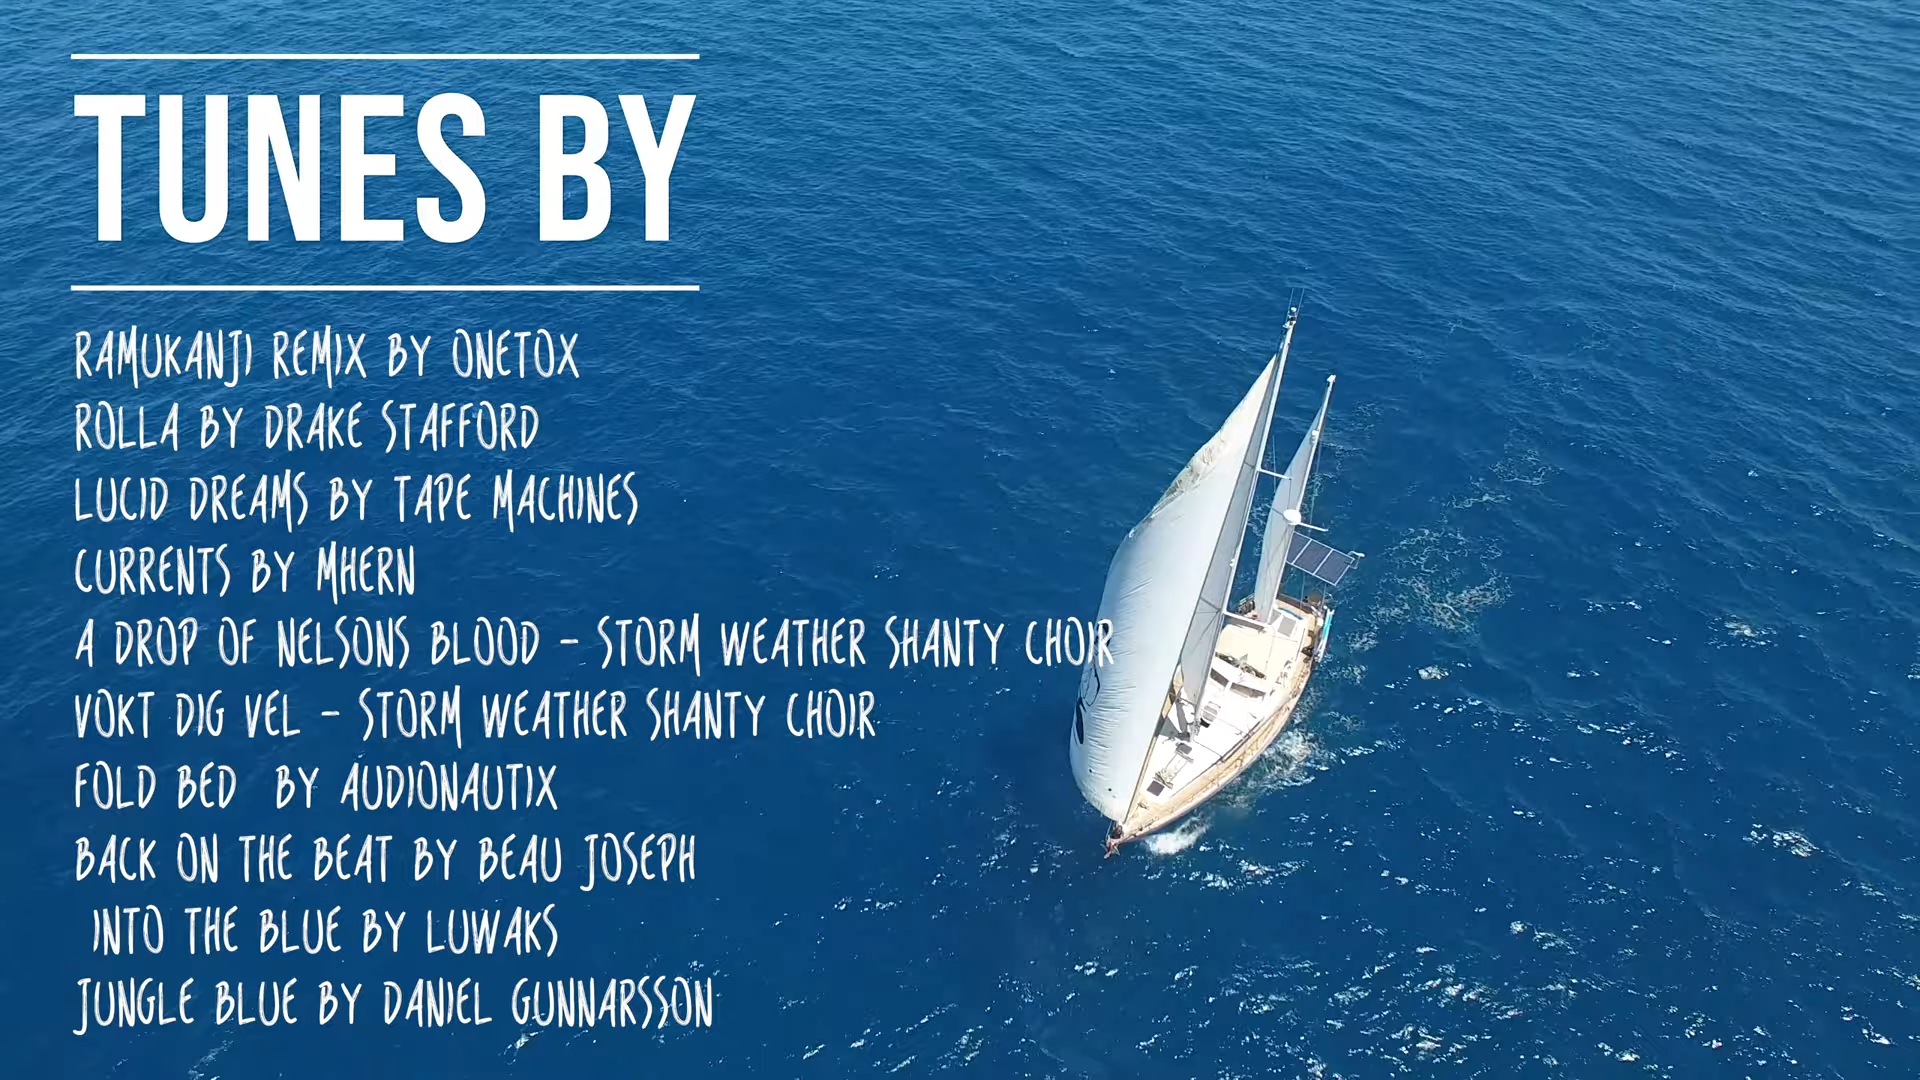 TUNES BY
RAMUKANJI REMIX BY ONETOX
ROLLA BY DRAKE STAFFORD
LUCID DREAMS BY TAPE MACHINES
CURRENTS BY MHERN
A DROP OF NELSONS BLOOD - STORM WEATHER SHANTY CHOIR
VOKT DIG VEL - STORM WEATHER SHANTY CHOIR
FOLD BED BY AUDIONAUTIX
BACK ON THE BEAT BY BEAU JOSEPH
INTO THE BLUE BY LUWAKS
JUNGLE BLUE BY DANIEL GUNNARSSON